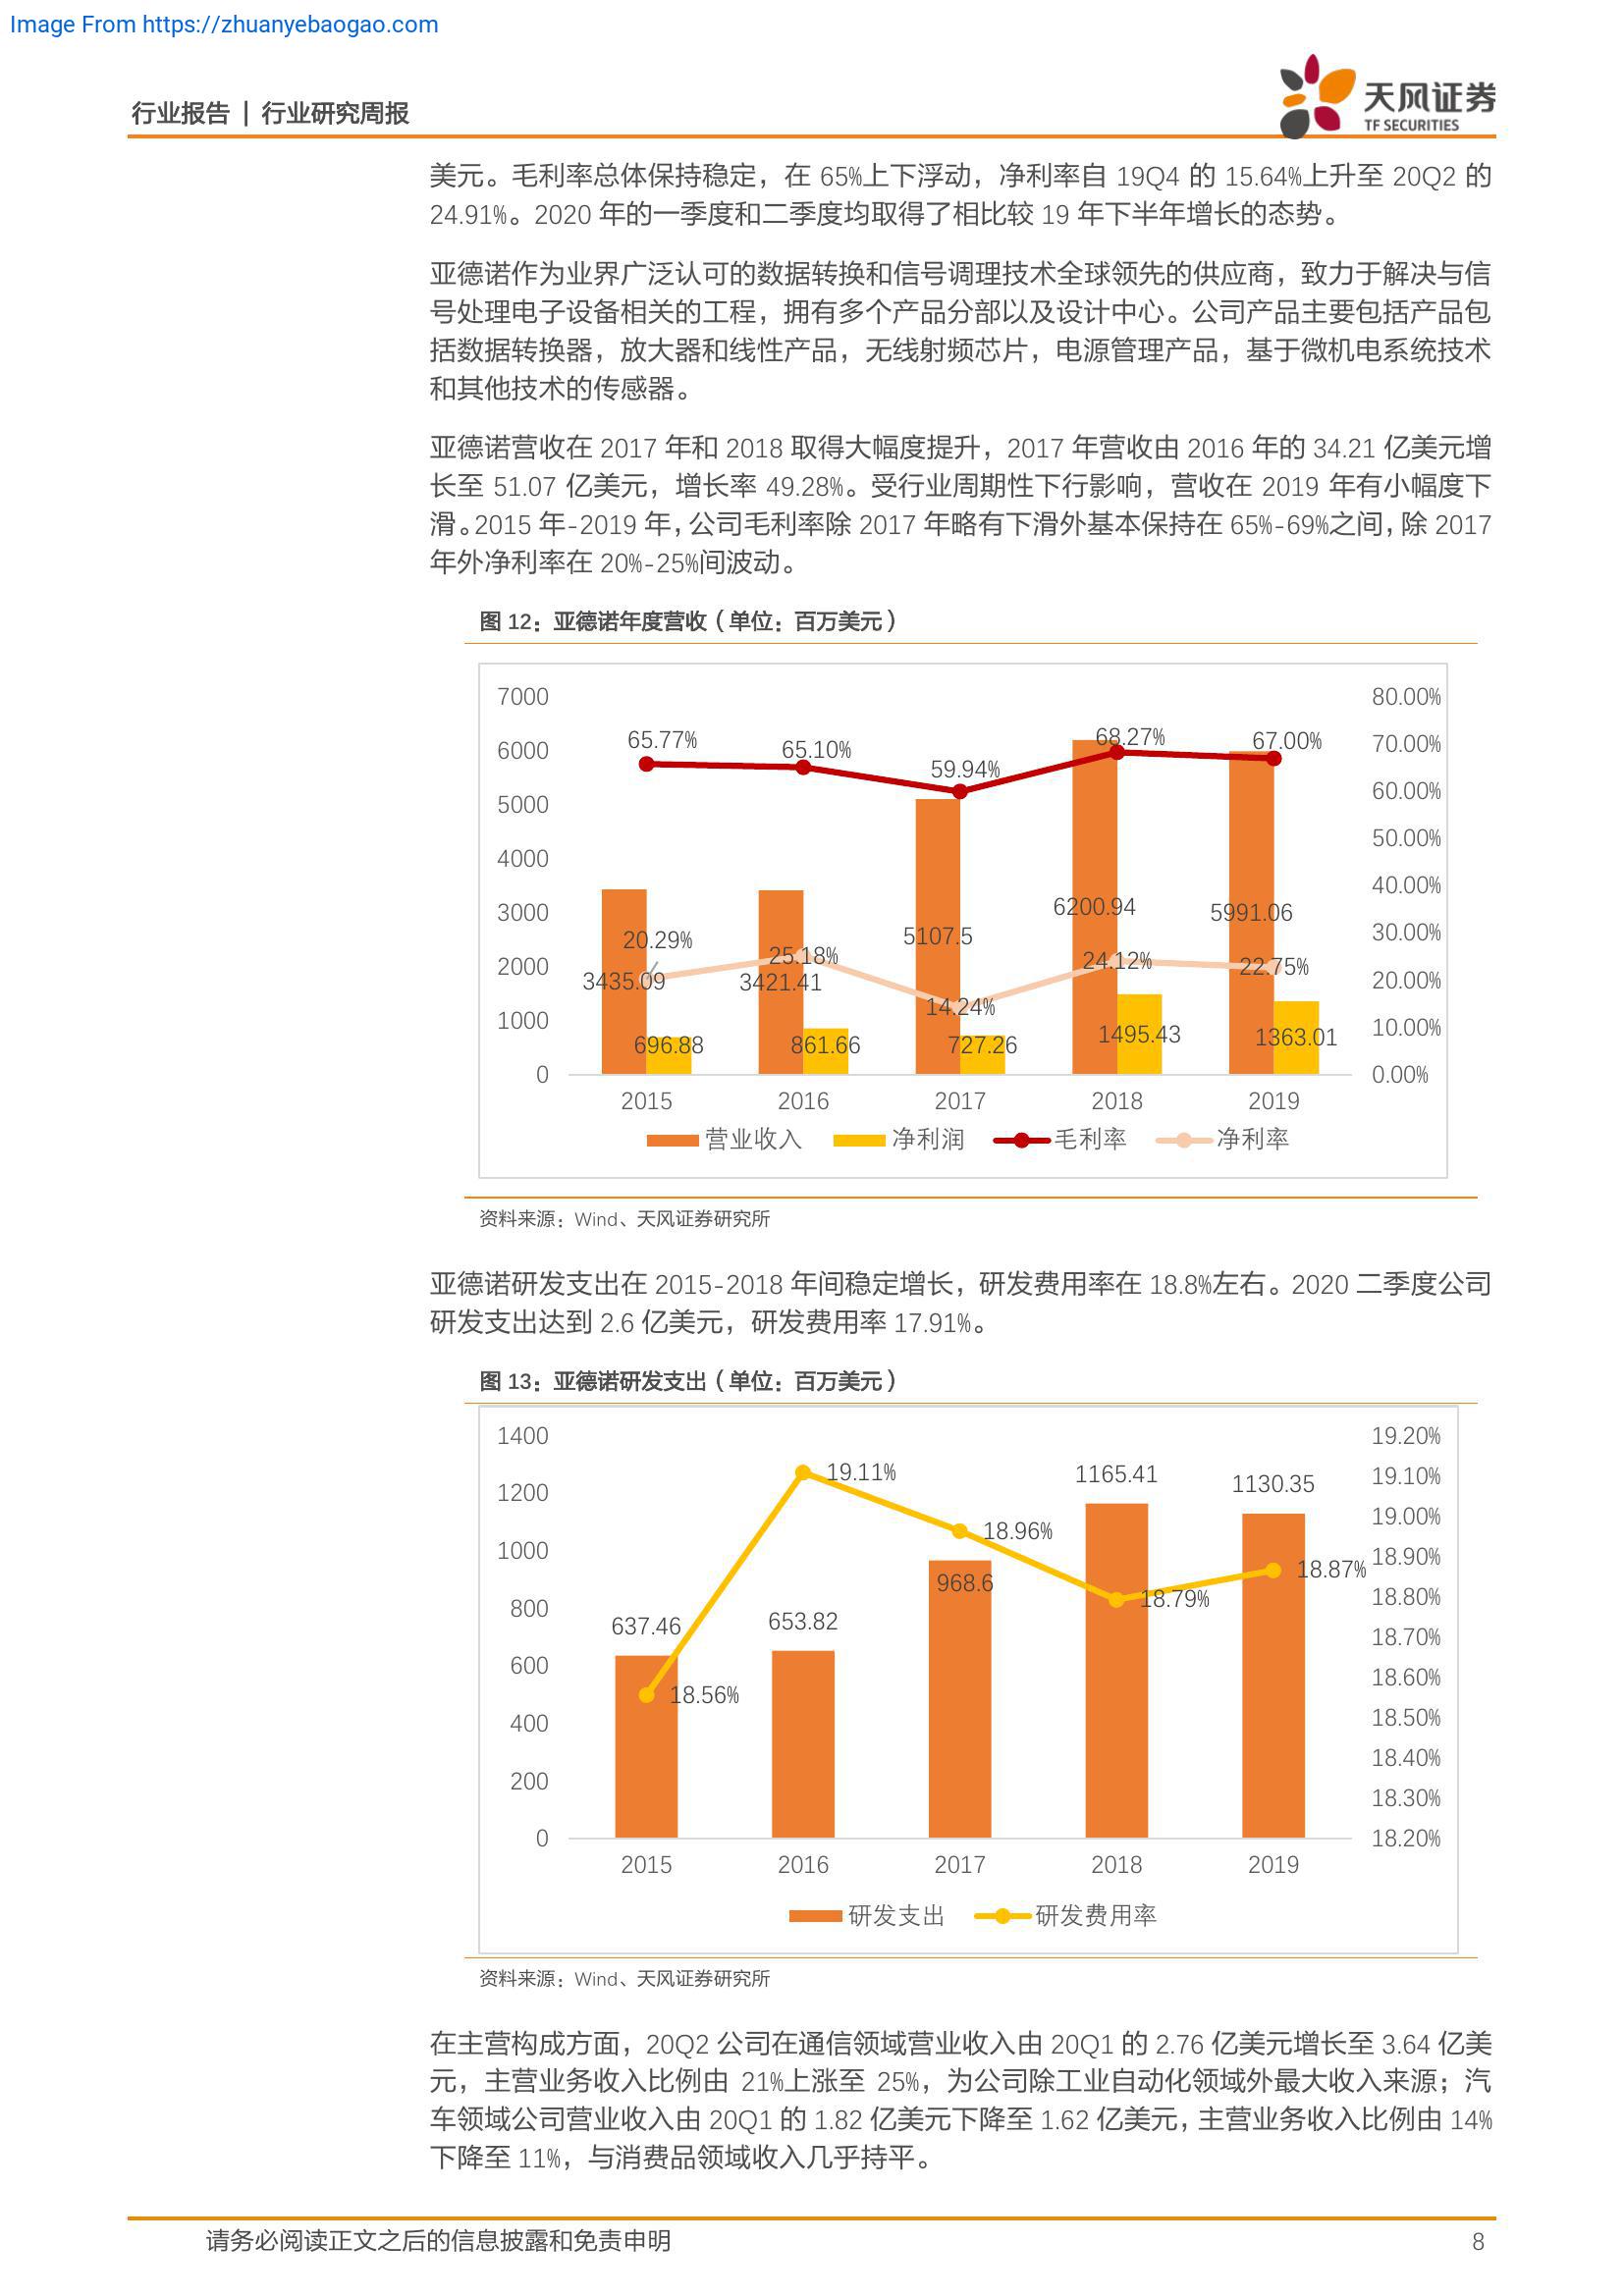 Image From https://zhuanyebaogao.com
行业报告 | 行业研究周报
天风证券
TF SECURITIES
美元。毛利率总体保持稳定，在 65%上下浮动，净利率自 19Q4 的 15.64%上升至 20Q2 的
24.91%。2020 年的一季度和二季度均取得了相比较 19 年下半年增长的态势。
亚德诺作为业界广泛认可的数据转换和信号调理技术全球领先的供应商，致力于解决与信
号处理电子设备相关的工程，拥有多个产品分部以及设计中心。公司产品主要包括产品包
括数据转换器，放大器和线性产品，无线射频芯片，电源管理产品，基于微机电系统技术
和其他技术的传感器。
亚德诺营收在 2017 年和 2018 取得大幅度提升，2017 年营收由 2016 年的 34.21 亿美元增
长至 51.07 亿美元，增长率 49.28%。受行业周期性下行影响，营收在 2019 年有小幅度下
滑。2015 年-2019 年，公司毛利率除 2017 年略有下滑外基本保持在 65%-69%之间，除 2017
年外净利率在 20%-25%间波动。
图 12：亚德诺年度营收（单位：百万美元）
7000
6000
5000
4000
3000
2000
1000
0
80.00%
70.00%
60.00%
50.00%
40.00%
30.00%
20.00%
10.00%
0.00%
65.77%
65.10%
59.94%
68.27%
67.00%
3435.09
3421.41
5107.5
6200.94
5991.06
20.29%
25.18%
14.24%
24.12%
22.75%
696.88
861.66
727.26
1495.43
1363.01
2015 2016 2017 2018 2019
营业收入 净利润 毛利率 净利率
资料来源：Wind、天风证券研究所
亚德诺研发支出在 2015-2018 年间稳定增长，研发费用率在 18.8%左右。2020 二季度公司
研发支出达到 2.6 亿美元，研发费用率 17.91%。
图 13：亚德诺研发支出（单位：百万美元）
1400
1200
1000
800
600
400
200
0
19.20%
19.10%
19.00%
18.90%
18.80%
18.70%
18.60%
18.50%
18.40%
18.30%
18.20%
637.46
653.82
968.6
1165.41
1130.35
18.56%
19.11%
18.96%
18.79%
18.87%
2015 2016 2017 2018 2019
研发支出 研发费用率
资料来源：Wind、天风证券研究所
在主营构成方面，20Q2 公司在通信领域营业收入由 20Q1 的 2.76 亿美元增长至 3.64 亿美
元，主营业务收入比例由 21%上涨至 25%，为公司除工业自动化领域外最大收入来源；汽
车领域公司营业收入由 20Q1 的 1.82 亿美元下降至 1.62 亿美元，主营业务收入比例由 14%
下降至 11%，与消费品领域收入几乎持平。
请务必阅读正文之后的信息披露和免责申明
8